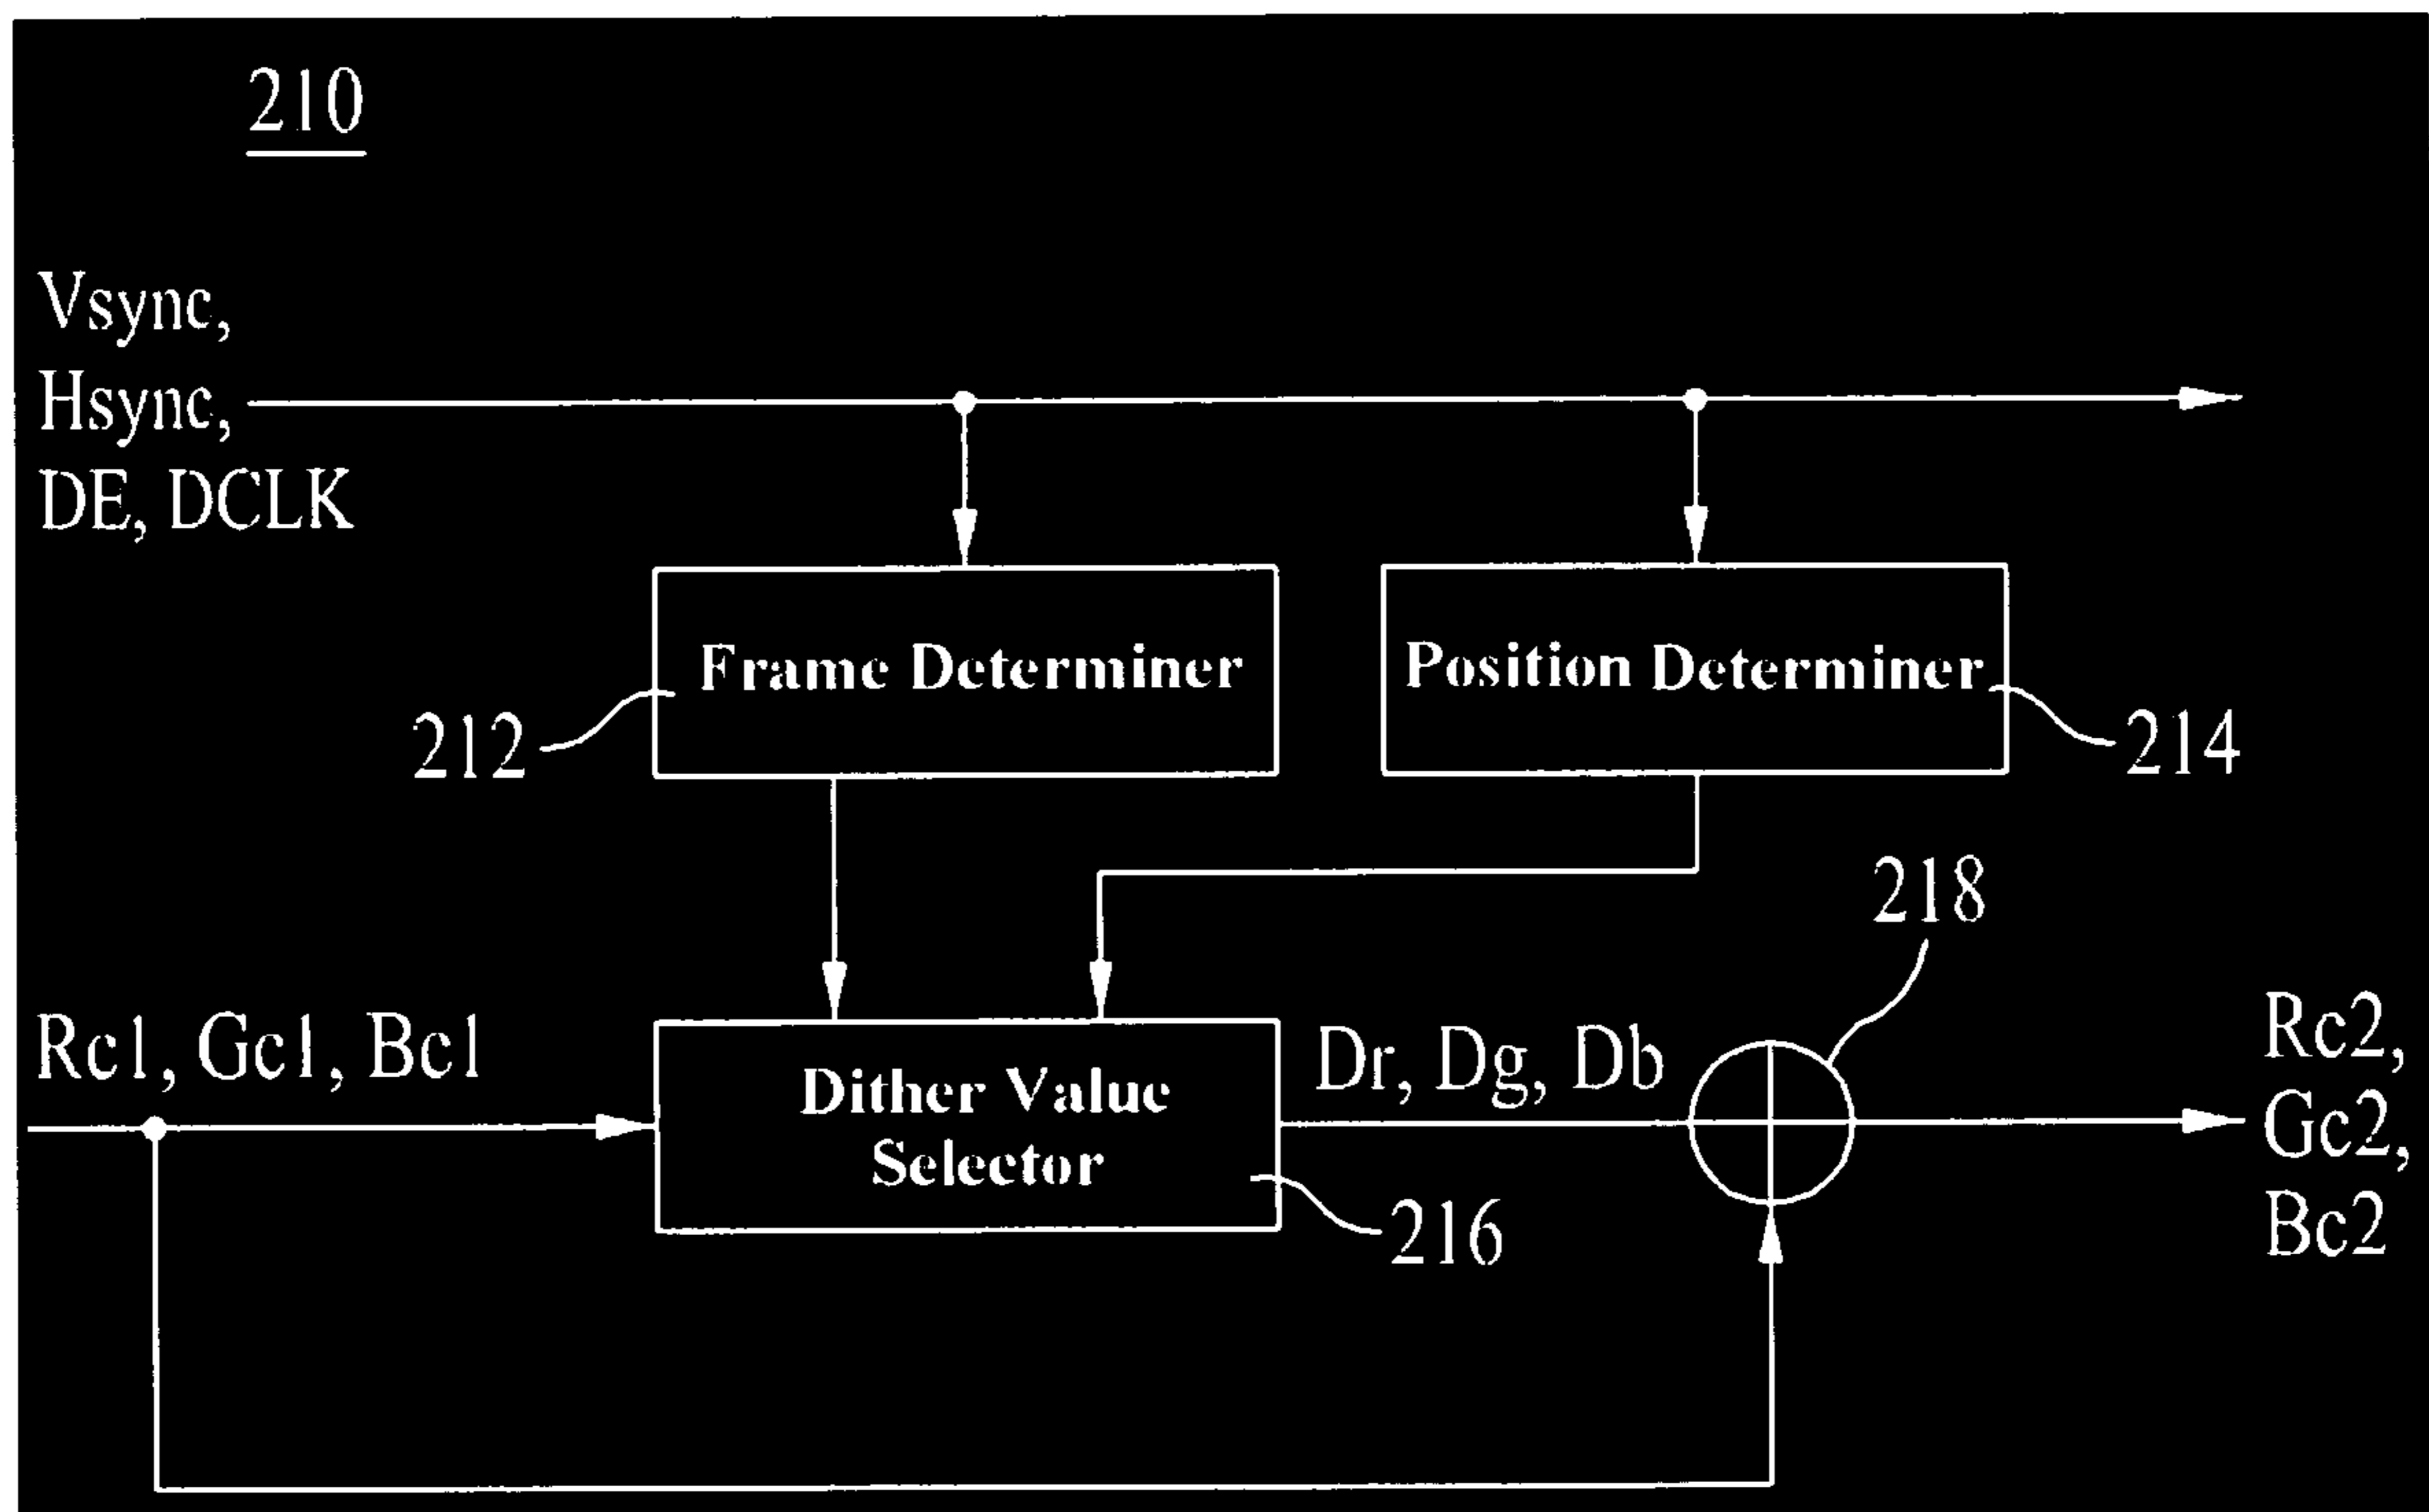 210
Vsync,
Hsync,
DE, DCLK
Frame Determiner
Position Determiner
212
214
218
Rc1, Gc1, Bc1
Dither Value
Selector
Dr, Dg, Db
Rc2,
Gc2,
Bc2
216